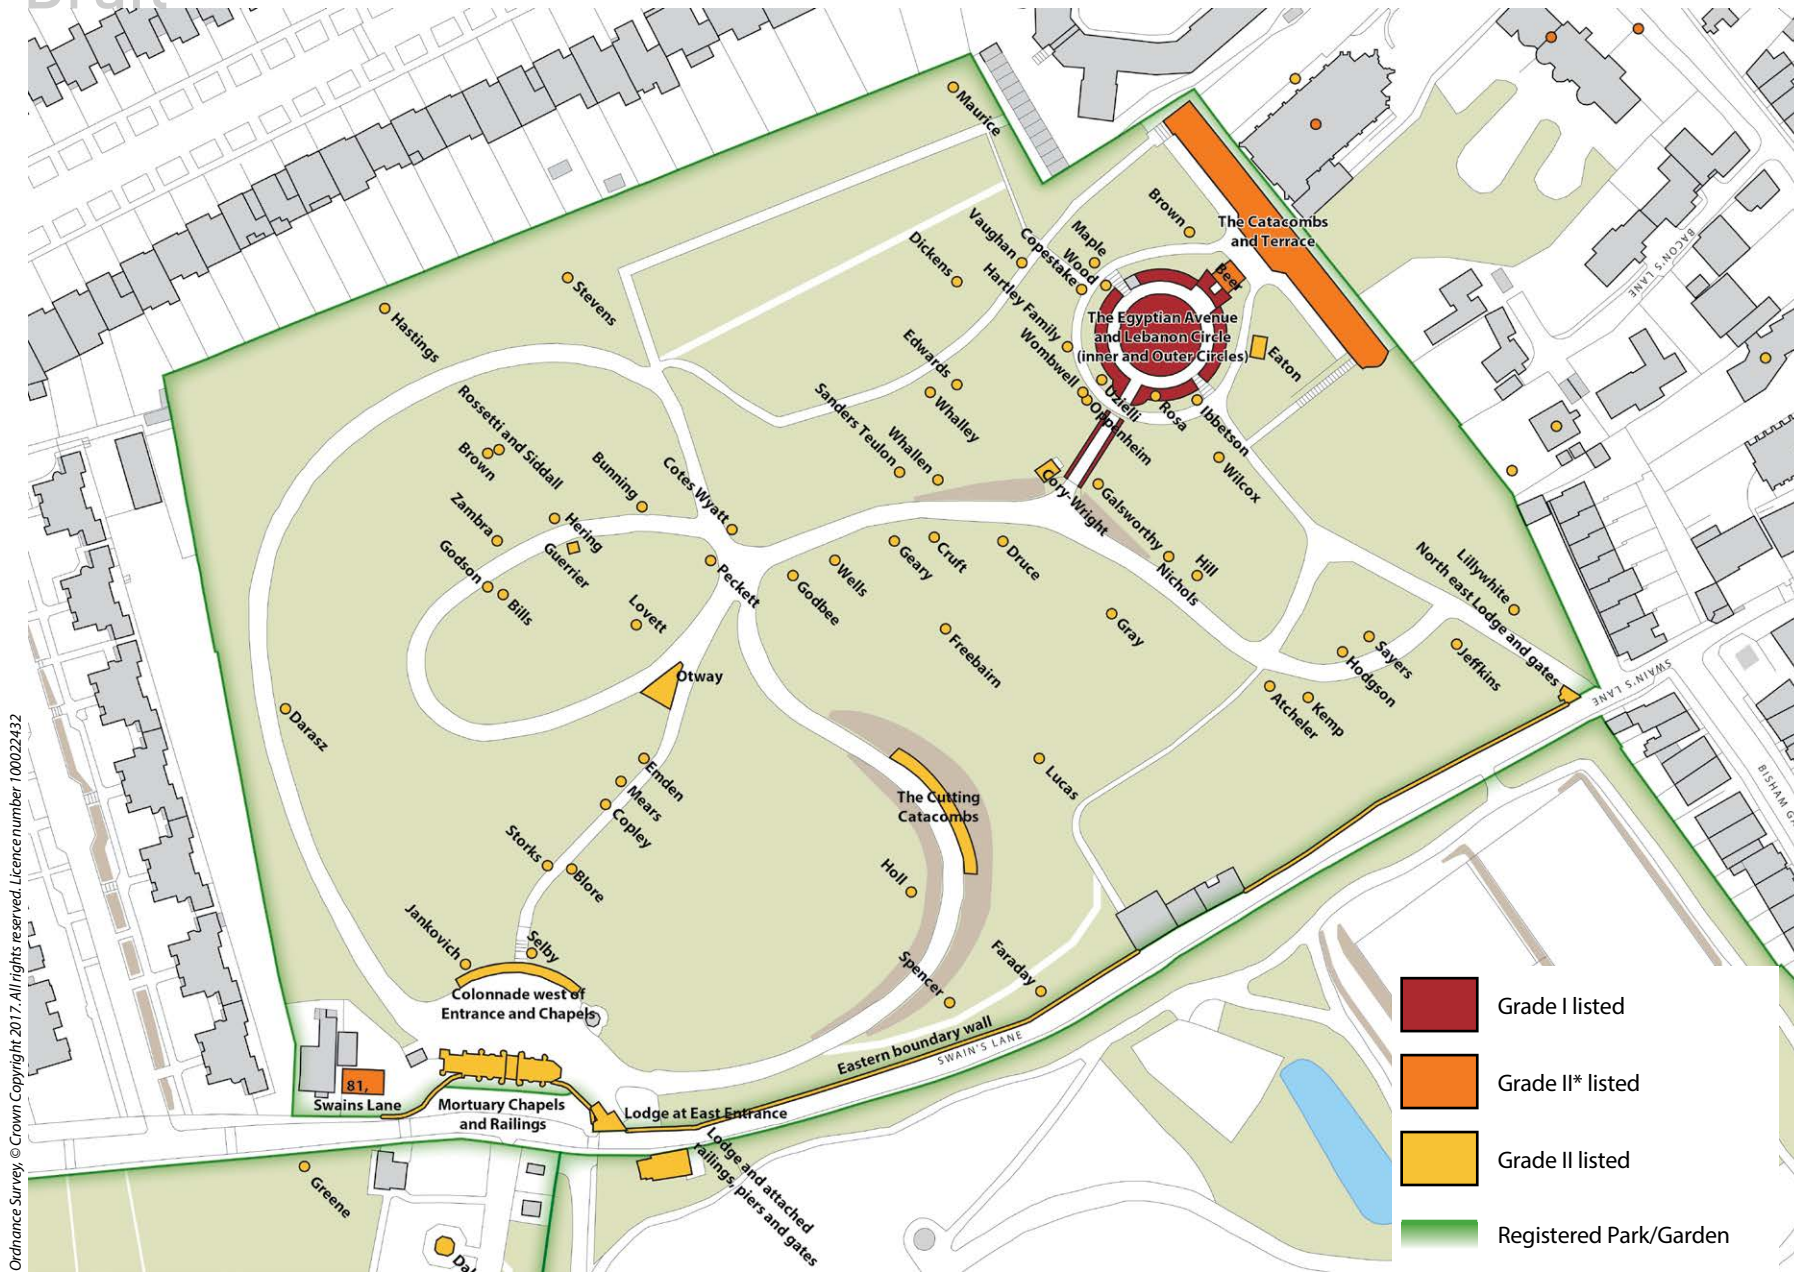 Draft
Maurice
Brown
The Catacombs
and Terrace
Vaughan
Copestake
Maple
Wood
Dickens
Hartley Family
Beer
BACON'S LANE
Stevens
Hastings
The Egyptian Avenue
and Lebanon Circle
(inner and Outer Circles)
Wombwell
Eaton
Edwards
Whalley
Uzielli
Oppenheim
Rosa
Ibbetson
Sanders Teulon
Whallen
Rossetti and Siddall
Brown
Bunning
Cotes Wyatt
Wilcox
Cory-Wright
Galsworthy
Zambra
Hering
Guerrier
Godson
Bills
Lovett
Peckett
Godbee
Wells
Geary
Cruft
Druce
Nichols
Hill
Gray
Freebairn
Lillywhite
North east Lodge and gates
Sayers
Hodgson
Jeffkins
Atcheler
Kemp
SWAIN'S LANE
Otway
Darasz
Emden
Mears
Copley
The Cutting
Catacombs
Lucas
BISHAM GA
Storks
Blore
Holl
Jankovich
Selby
Spencer
Faraday
Colonnade west of
Entrance and Chapels
Eastern boundary wall
SWAIN'S LANE
81,
Swains Lane
Mortuary Chapels
and Railings
Lodge at East Entrance
Lodge and attached
railings, piers and gates
Greene
Dal
Grade I listed
Grade II* listed
Grade II listed
Registered Park/Garden
Ordnance Survey, © Crown Copyright 2017. All rights reserved. Licence number 100022432